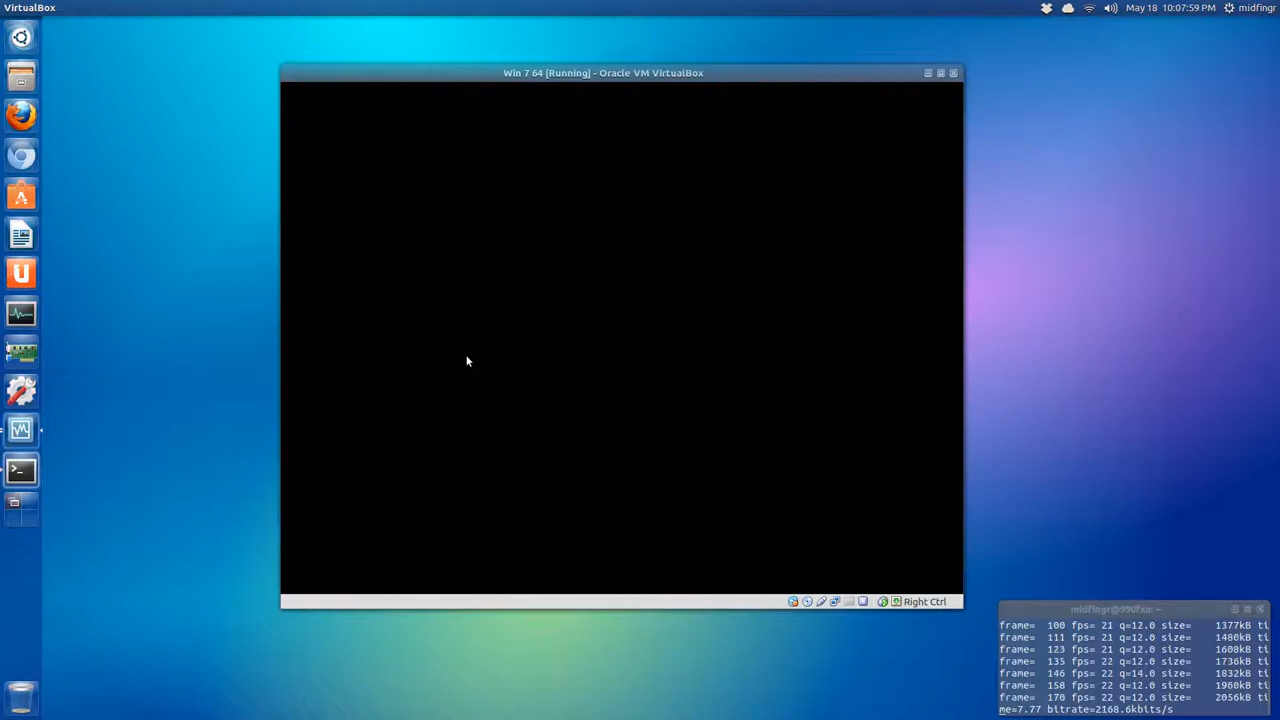 VirtualBox
May 18 10:07:59 PM midfingr
Win 7 64 [Running] - Oracle VM VirtualBox
Right Ctrl
frame= 100 fps= 21 q=12.0 size= 1377kB ti
frame= 111 fps= 21 q=12.0 size= 1480kB ti
frame= 123 fps= 21 q=12.0 size= 1608kB ti
frame= 135 fps= 22 q=12.0 size= 1736kB ti
frame= 146 fps= 22 q=14.0 size= 1832kB ti
frame= 158 fps= 22 q=12.0 size= 1960kB ti
frame= 170 fps= 22 q=12.0 size= 2056kB ti
me=7.77 bitrate=2168.6kbits/s